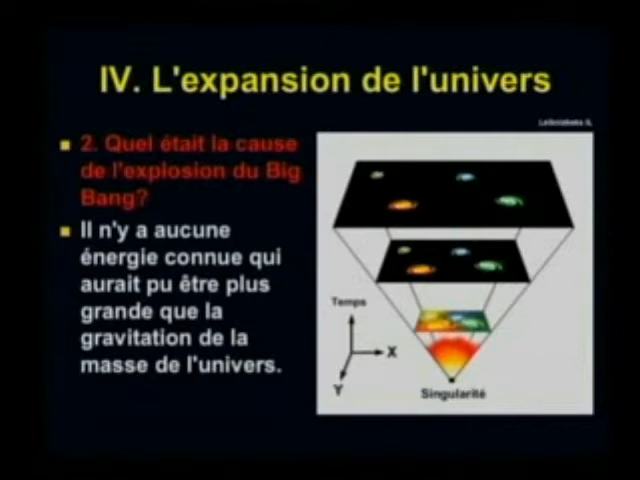 IV. L'expansion de l'univers
2. Quel était la cause
de l'explosion du Big
Bang?
Il n'y a aucune
énergie connue qui
aurait pu être plus
grande que la
gravitation de la
masse de l'univers.
Temps
X
Y
Singularité